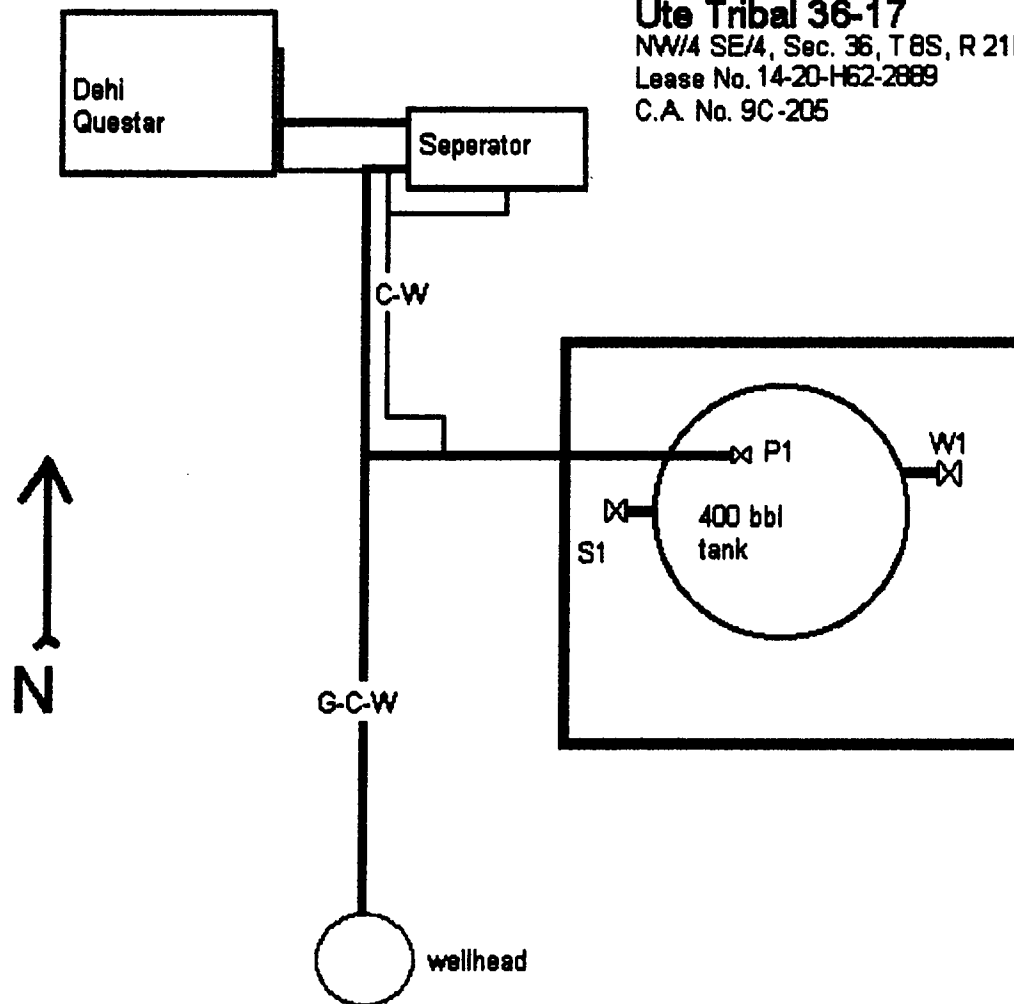 Ute Tribal 36-17
NW/4 SE/4, Sec. 36, T 8S, R 21
Lease No. 14-20-H62-2889
C.A. No. 9C-205
Dehi
Questar
Seperator
C-W
P1
W1
S1
400 bbl
tank
N
G-C-W
wellhead